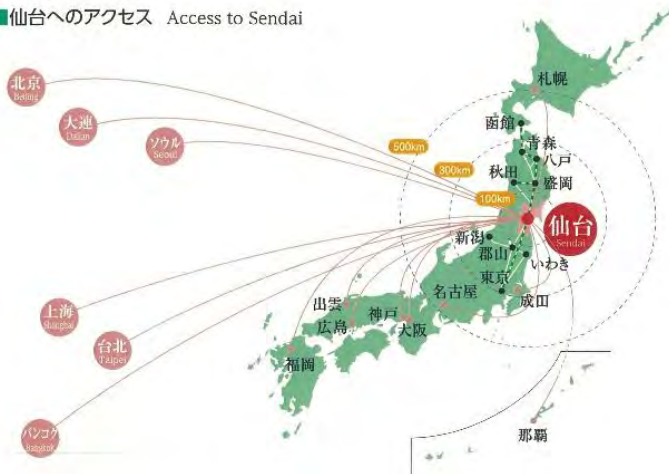 仙台へのアクセス Access to Sendai
札幌
北京
Beijing
函館
大連
Dalian
500km
青森
ソウル
Seoul
八戸
300km
秋田
盛岡
100km
仙台
Sendai
新潟
郡山
いわき
東京
名古屋
成田
出雲
上海
Shanghai
神戸
広島
大阪
台北
Taipei
福岡
バンコク
Bangkok
那覇